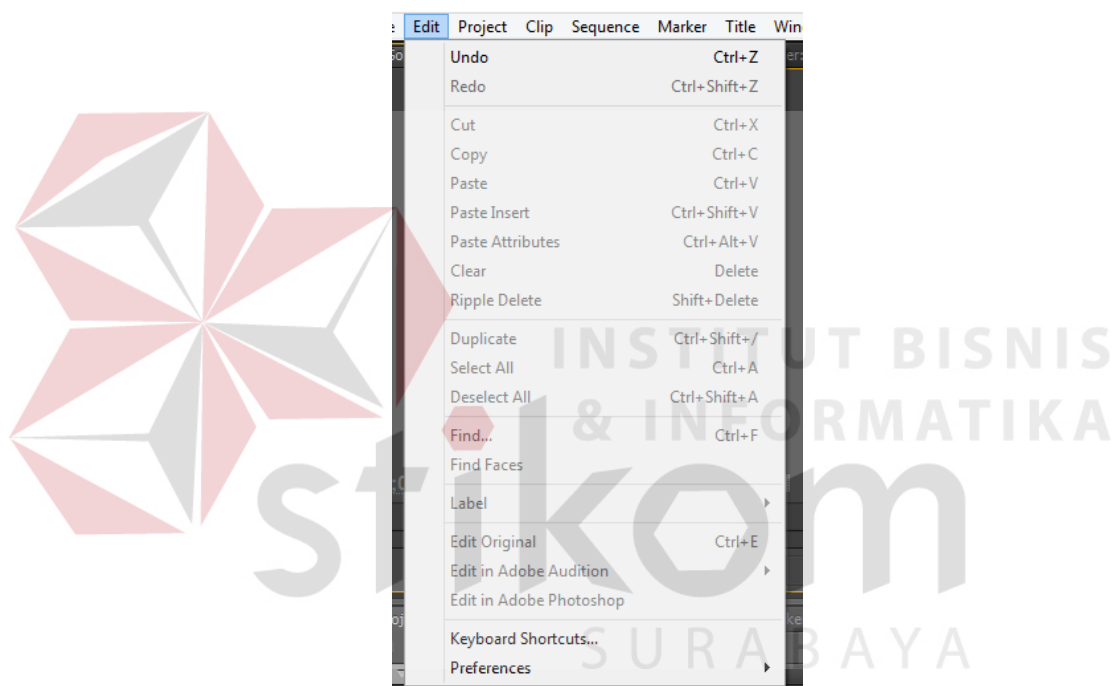 Edit Project Clip Sequence Marker Title Win
Undo Ctrl+Z
Redo Ctrl+Shift+Z
Cut Ctrl+X
Copy Ctrl+C
Paste Ctrl+V
Paste Insert Ctrl+Shift+V
Paste Attributes Ctrl+Alt+V
Clear Delete
Ripple Delete Shift+Delete
Duplicate Ctrl+Shift+/
Select All Ctrl+A
Deselect All Ctrl+Shift+A
Find... Ctrl+F
Find Faces
Label
Edit Original Ctrl+E
Edit in Adobe Audition
Edit in Adobe Photoshop
Keyboard Shortcuts...
Preferences
INSTITUT BISNIS
& INFORMATIKA
stikom
SURABAYA